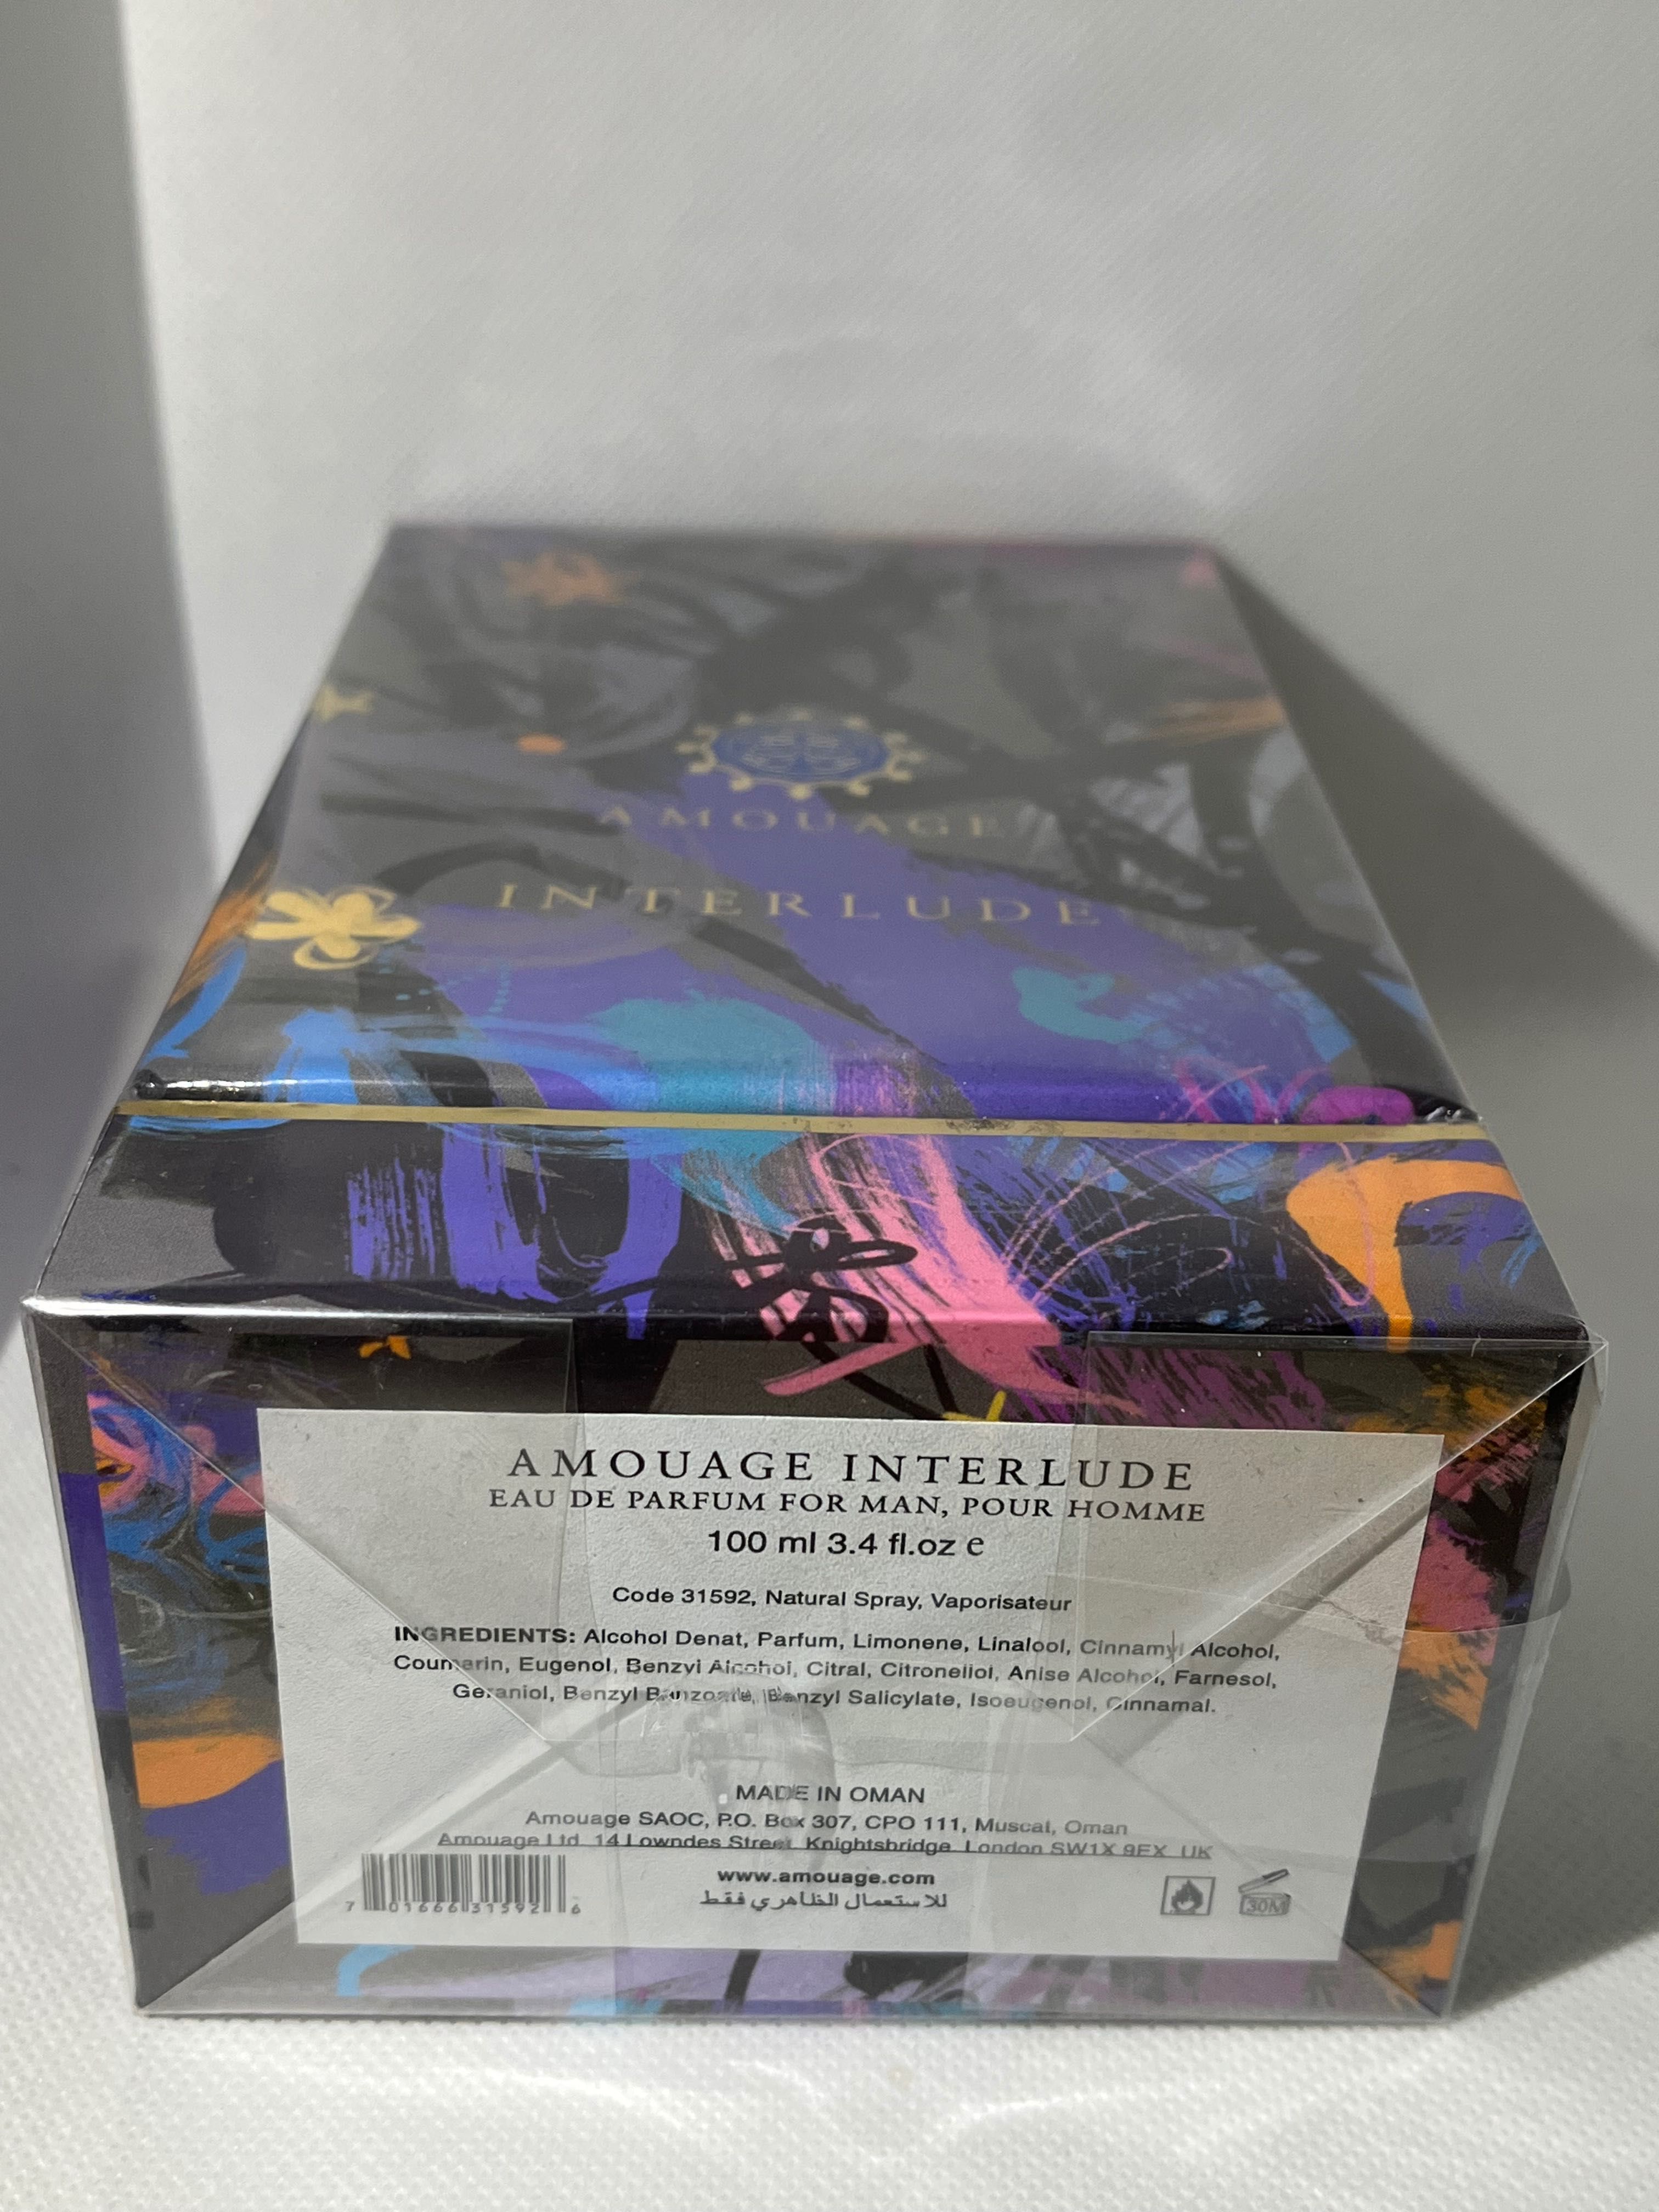 AMOUAGE
INTERLUDE
AMOUAGE INTERLUDE
EAU DE PARFUM FOR MAN, POUR HOMME
100 ml 3.4 fl.oz e
Code 31592, Natural Spray, Vaporisateur
INGREDIENTS: Alcohol Denat, Parfum, Limonene, Linalool, Cinnamyl Alcohol,
Coumarin, Eugenol, Benzyl Alcohol, Citral, Citronellol, Anise Alcohol, Farnesol,
Geraniol, Benzyl Benzoate, Benzyl Salicylate, Isoeugenol, Cinnamal.
MADE IN OMAN
Amouage SAOC, P.O. Box 307, CPO 111, Muscat, Oman
Amouage Ltd, 14 Lowndes Street, Knightsbridge, London SW1X 9EX, UK
www.amouage.com
للاستعمال الظاهري فقط
7 01666 31592 6
30M